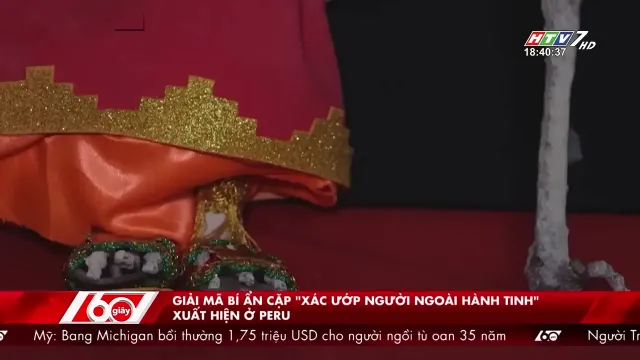 HTV7 HD
18:40:37
60 giây
GIẢI MÃ BÍ ẨN CẶP "XÁC ƯỚP NGƯỜI NGOÀI HÀNH TINH"
XUẤT HIỆN Ở PERU
Mỹ: Bang Michigan bồi thường 1,75 triệu USD cho người ngồi tù oan 35 năm
60 Người Tr